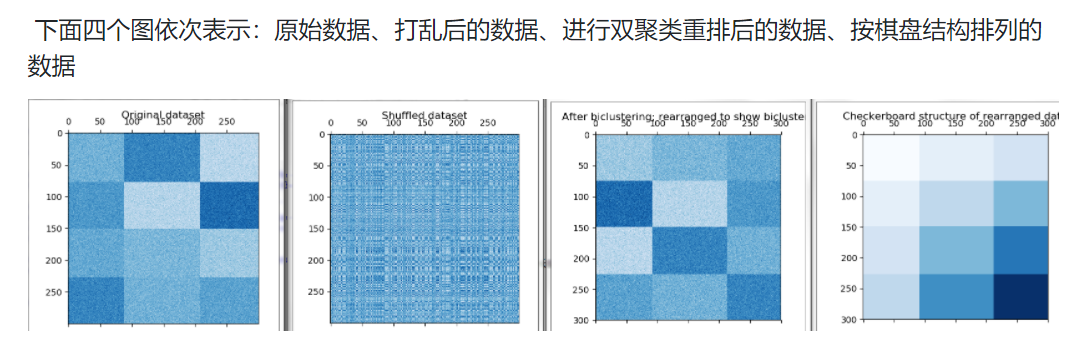 下面四个图依次表示：原始数据、打乱后的数据、进行双聚类重排后的数据、按棋盘结构排列的
数据
Original dataset
0 50 100 150 200 250
0
50
100
150
200
250
Shuffled dataset
0 50 100 150 200 250
0
50
100
150
200
250
After biclustering; rearranged to show bicluste
0 50 100 150 200 250 300
0
50
100
150
200
250
300
Checkerboard structure of rearranged dat
0 50 100 150 200 250 300
0
50
100
150
200
250
300